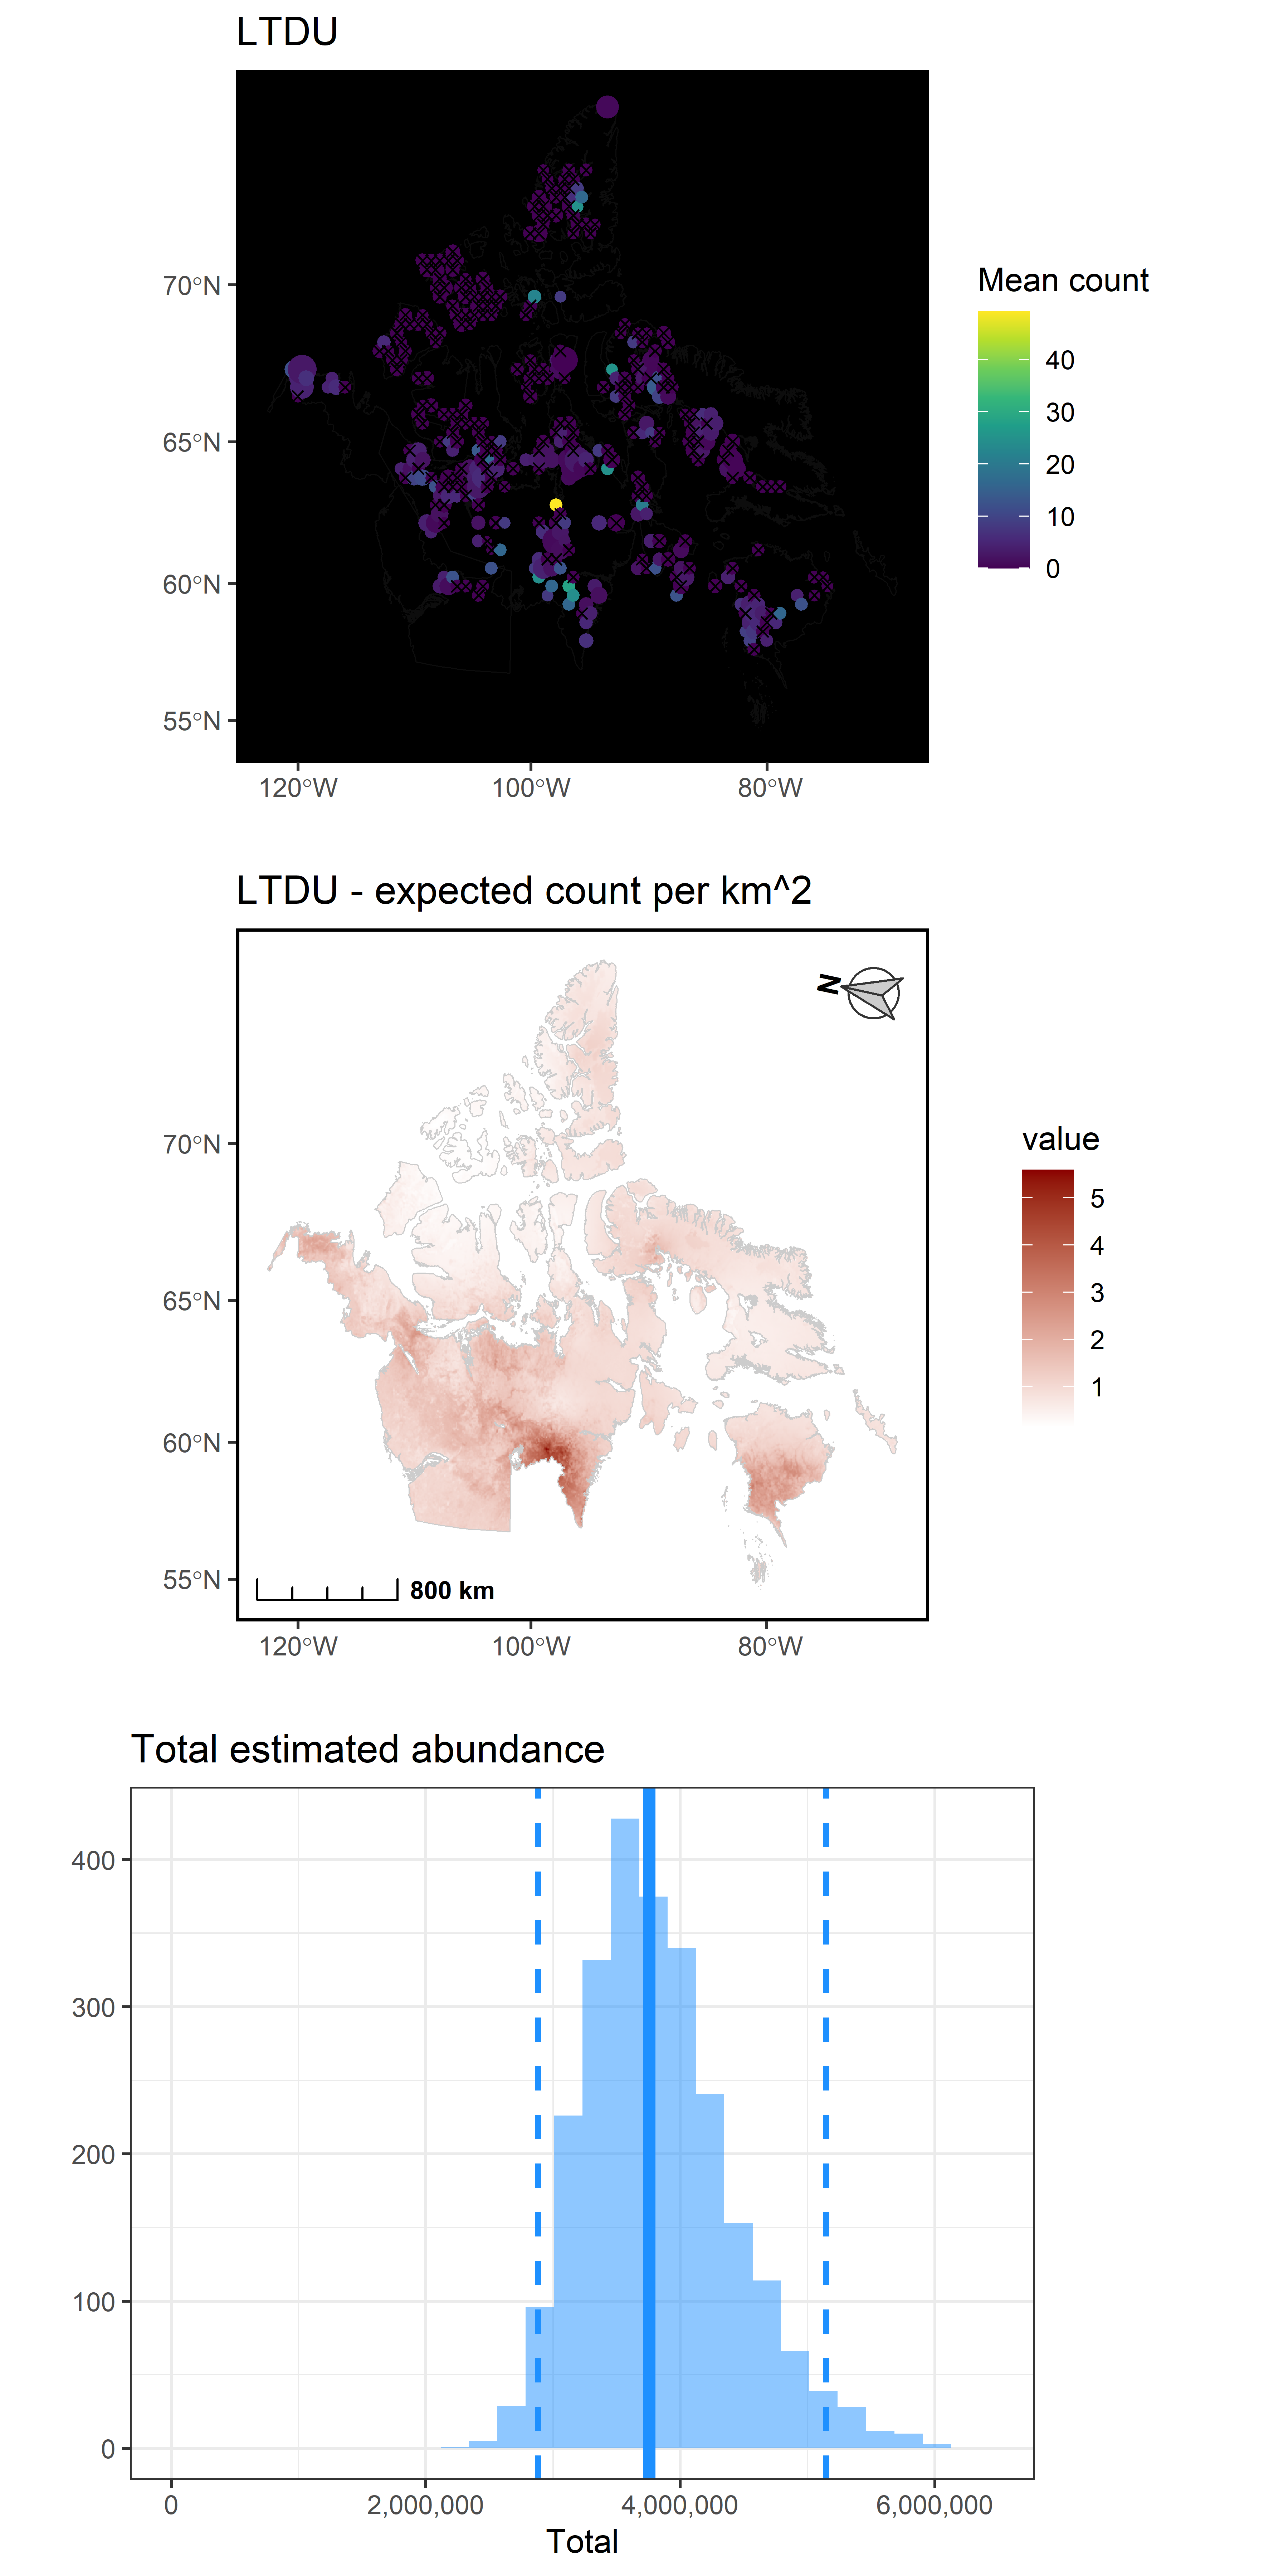 LTDU
70°N
65°N
60°N
55°N
120°W
100°W
80°W
Mean count
40
30
20
10
0
LTDU - expected count per km^2
N
70°N
65°N
60°N
55°N
800 km
120°W
100°W
80°W
value
5
4
3
2
1
Total estimated abundance
400
300
200
100
0
0
2,000,000
4,000,000
6,000,000
Total